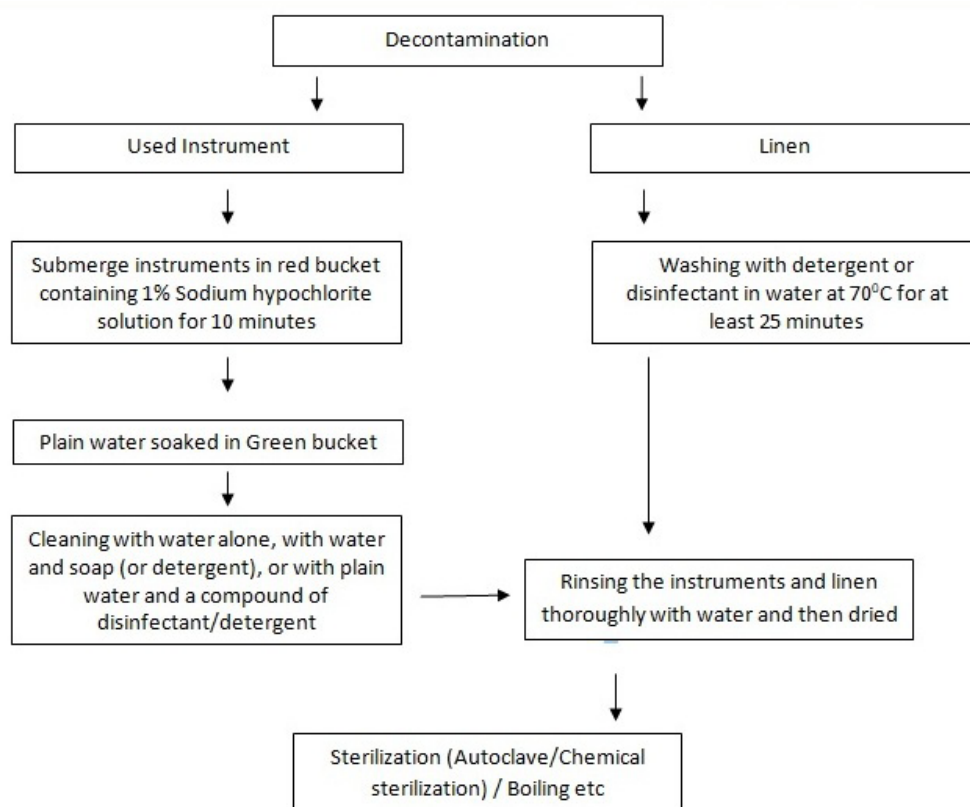 Decontamination
Used Instrument
Linen
Submerge instruments in red bucket
containing 1% Sodium hypochlorite
solution for 10 minutes
Washing with detergent or
disinfectant in water at 70⁰C for at
least 25 minutes
Plain water soaked in Green bucket
Cleaning with water alone, with water
and soap (or detergent), or with plain
water and a compound of
disinfectant/detergent
Rinsing the instruments and linen
thoroughly with water and then dried
Sterilization (Autoclave/Chemical
sterilization) / Boiling etc